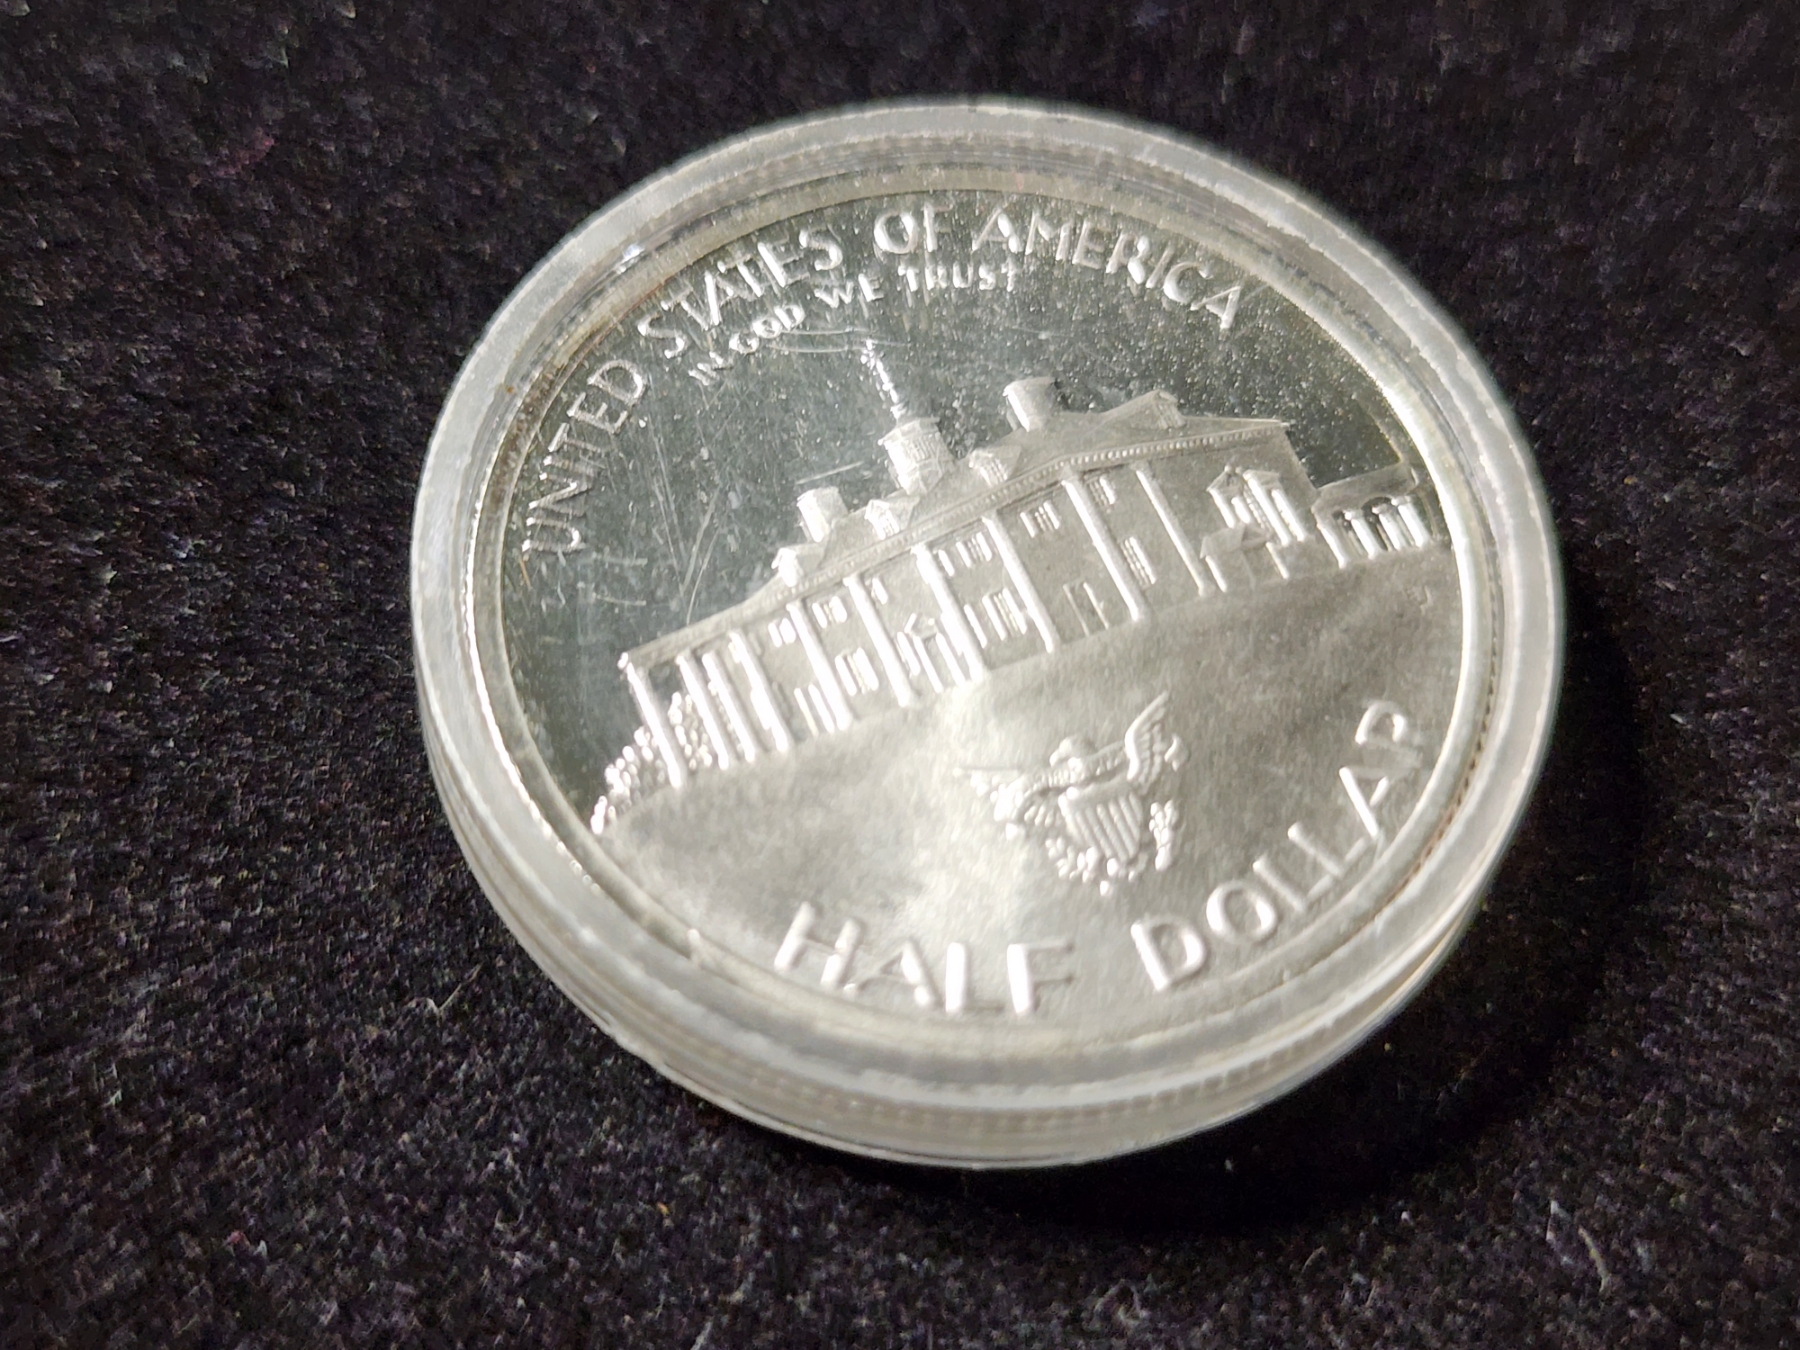 UNITED STATES OF AMERICA
IN GOD WE TRUST
HALF DOLLAR